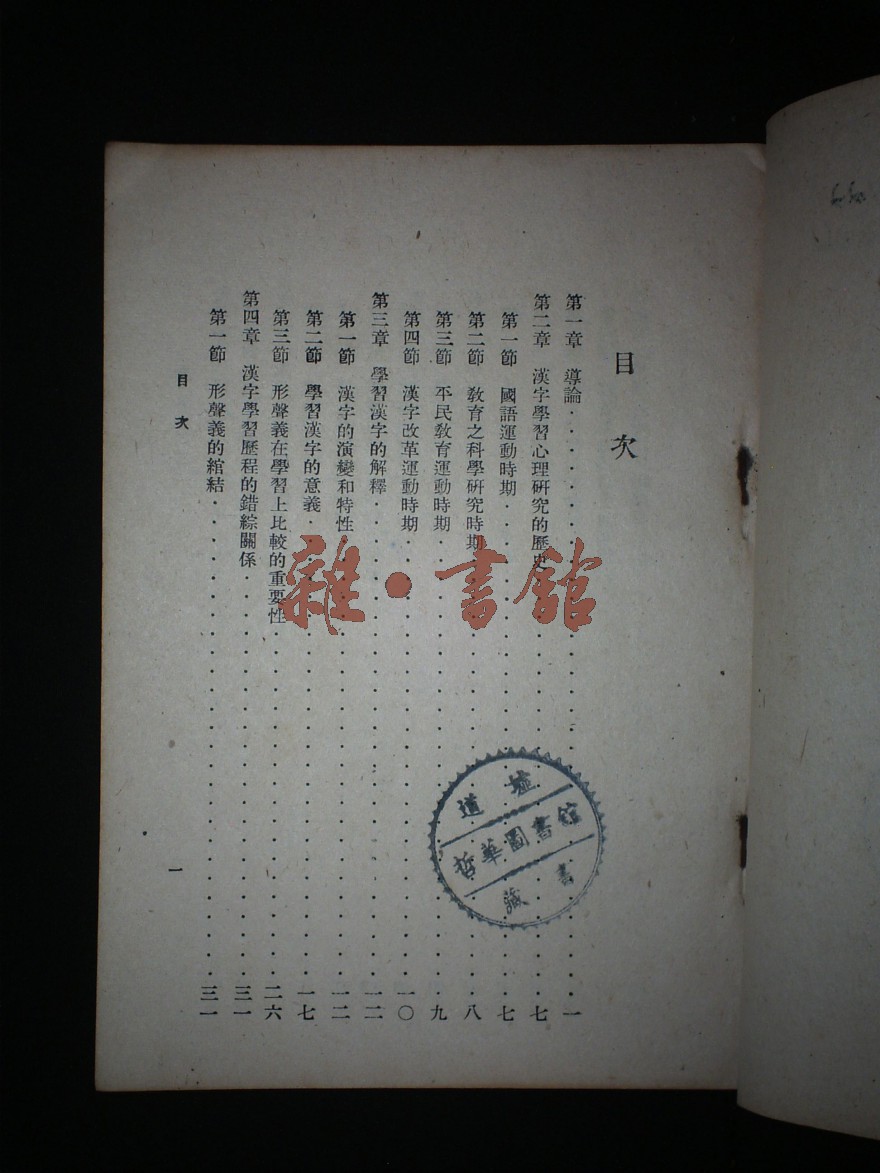 目次
第一章 導論‧‧‧‧‧‧‧‧‧‧一
第二章 漢字學習心理研究的歷史‧‧‧‧‧‧‧‧‧‧七
第一節 國語運動時期‧‧‧‧‧‧‧‧‧‧七
第二節 教育之科學研究時期‧‧‧‧‧‧‧‧‧‧八
第三節 平民教育運動時期‧‧‧‧‧‧‧‧‧‧九
第四節 漢字改革運動時期‧‧‧‧‧‧‧‧‧‧一〇
第三章 學習漢字的解釋‧‧‧‧‧‧‧‧‧‧一二
第一節 漢字的演變和特性‧‧‧‧‧‧‧‧‧‧一二
第二節 學習漢字的意義‧‧‧‧‧‧‧‧‧‧一七
第三節 形聲義在學習上比較的重要性‧‧‧‧‧‧‧‧‧‧二六
第四章 漢字學習歷程的錯綜關係‧‧‧‧‧‧‧‧‧‧三一
第一節 形聲義的綰結‧‧‧‧‧‧‧‧‧‧三一
目次
一
雜·書館
道墟
哲華圖書館
藏書